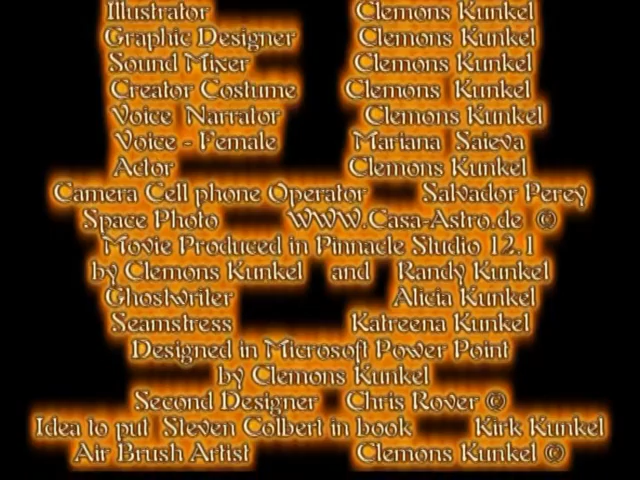 Illustrator Clemons Kunkel
Graphic Designer Clemons Kunkel
Sound Mixer Clemons Kunkel
Creator Costume Clemons Kunkel
Voice Narrator Clemons Kunkel
Voice - Female Mariana Saieva
Actor Clemons Kunkel
Camera Cell phone Operator Salvador Perey
Space Photo WWW.Casa-Astro.de ©
Movie Produced in Pinnacle Studio 12.1
by Clemons Kunkel and Randy Kunkel
Ghostwriter Alicia Kunkel
Seamstress Katreena Kunkel
Designed in Microsoft Power Point
by Clemons Kunkel
Second Designer Chris Rover ©
Idea to put Steven Colbert in book Kirk Kunkel
Air Brush Artist Clemons Kunkel ©